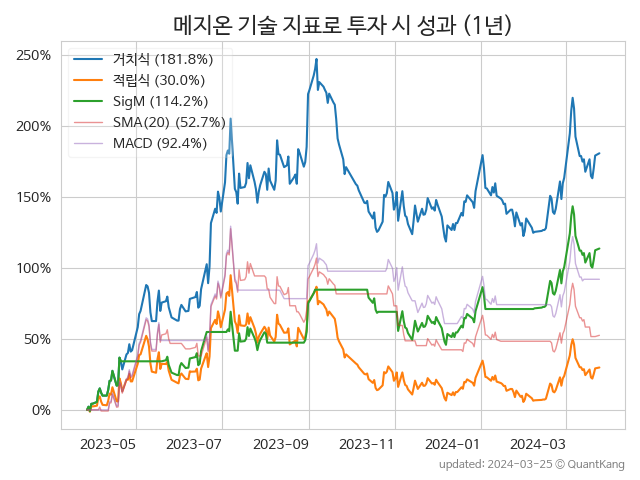 메지온 기술 지표로 투자 시 성과 (1년)
250%
200%
150%
100%
50%
0%
거치식 (181.8%)
적립식 (30.0%)
SigM (114.2%)
SMA(20) (52.7%)
MACD (92.4%)
2023-05
2023-07
2023-09
2023-11
2024-01
2024-03
updated: 2024-03-25 © QuantKang